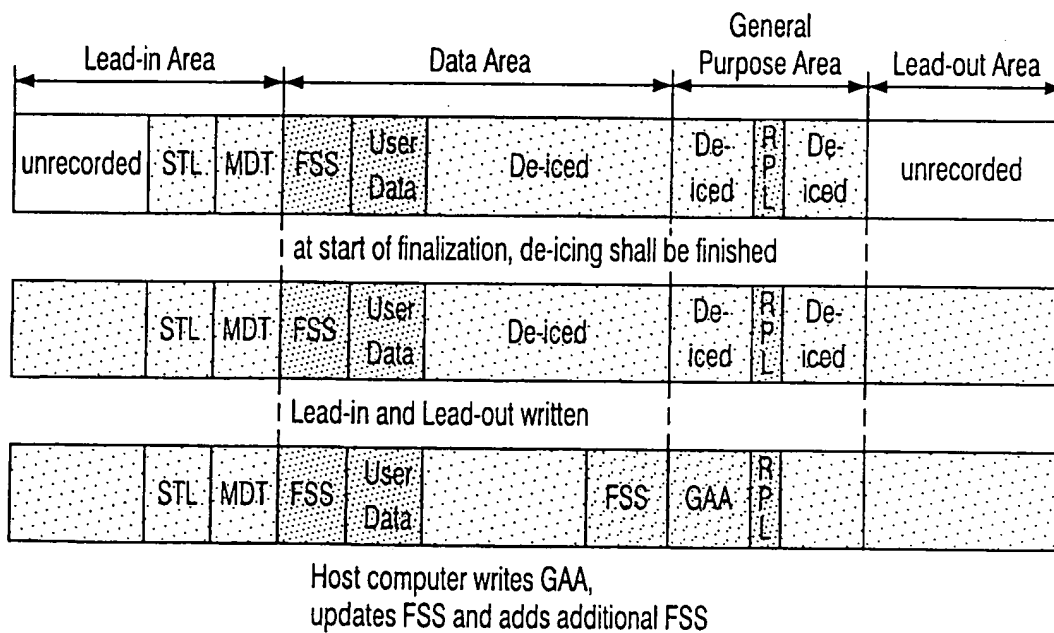 General
Lead-in Area Data Area Purpose Area Lead-out Area
unrecorded STL MDT FSS User Data De-iced De-iced RPL De-iced unrecorded
at start of finalization, de-icing shall be finished
STL MDT FSS User Data De-iced De-iced RPL De-iced
Lead-in and Lead-out written
STL MDT FSS User Data FSS GAA RPL
Host computer writes GAA,
updates FSS and adds additional FSS